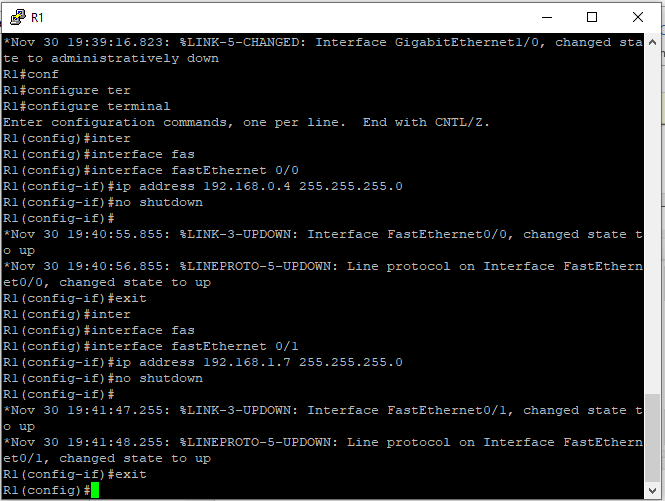 R1
*Nov 30 19:39:16.823: %LINK-5-CHANGED: Interface GigabitEthernet1/0, changed sta
te to administratively down
R1#conf
R1#configure ter
R1#configure terminal
Enter configuration commands, one per line.  End with CNTL/Z.
R1(config)#inter
R1(config)#interface fas
R1(config)#interface fastEthernet 0/0
R1(config-if)#ip address 192.168.0.4 255.255.255.0
R1(config-if)#no shutdown
R1(config-if)#
*Nov 30 19:40:55.855: %LINK-3-UPDOWN: Interface FastEthernet0/0, changed state t
o up
*Nov 30 19:40:56.855: %LINEPROTO-5-UPDOWN: Line protocol on Interface FastEthern
et0/0, changed state to up
R1(config-if)#exit
R1(config)#inter
R1(config)#interface fas
R1(config)#interface fastEthernet 0/1
R1(config-if)#ip address 192.168.1.7 255.255.255.0
R1(config-if)#no shutdown
R1(config-if)#
*Nov 30 19:41:47.255: %LINK-3-UPDOWN: Interface FastEthernet0/1, changed state t
o up
*Nov 30 19:41:48.255: %LINEPROTO-5-UPDOWN: Line protocol on Interface FastEthern
et0/1, changed state to up
R1(config-if)#exit
R1(config)#